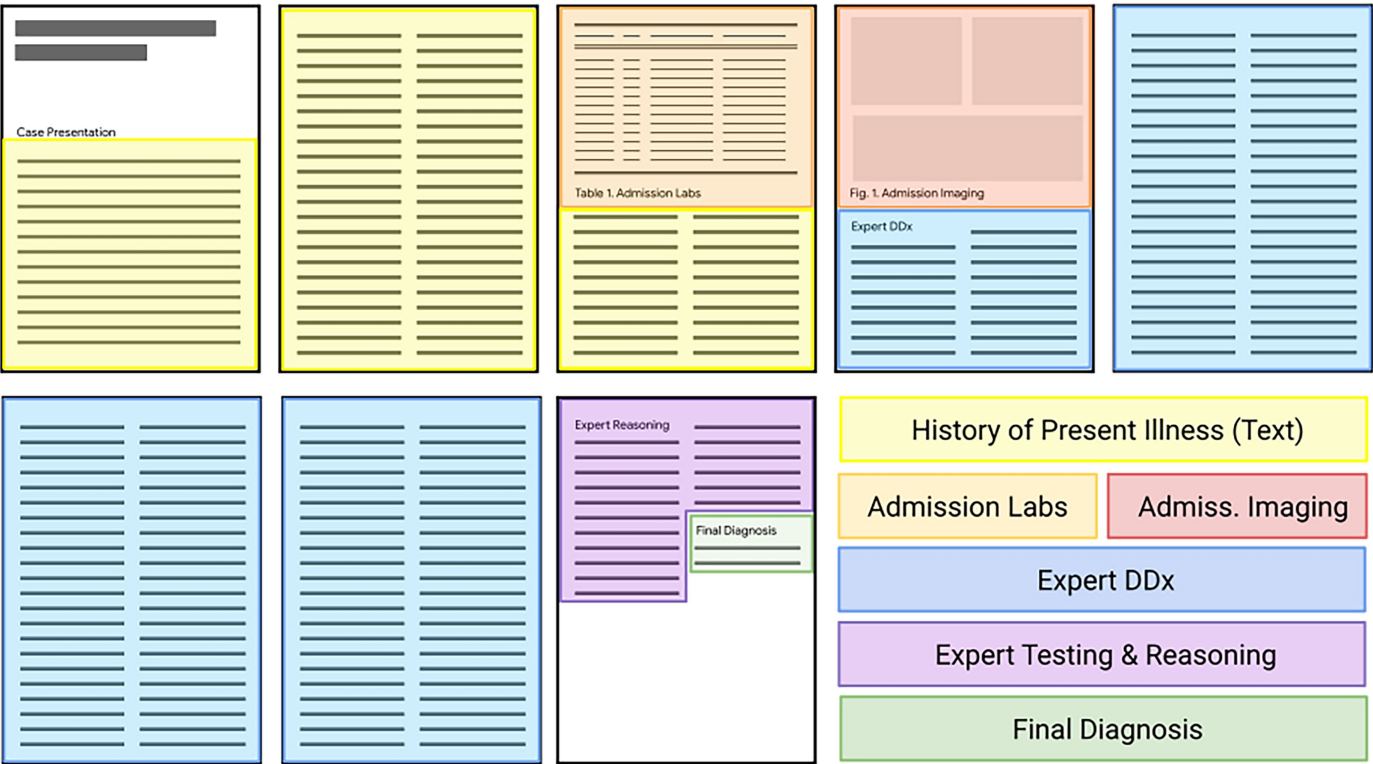 Case Presentation
Table 1. Admission Labs
Fig. 1. Admission Imaging
Expert DDx
Expert Reasoning
Final Diagnosis
History of Present Illness (Text)
Admission Labs
Admiss. Imaging
Expert DDx
Expert Testing & Reasoning
Final Diagnosis